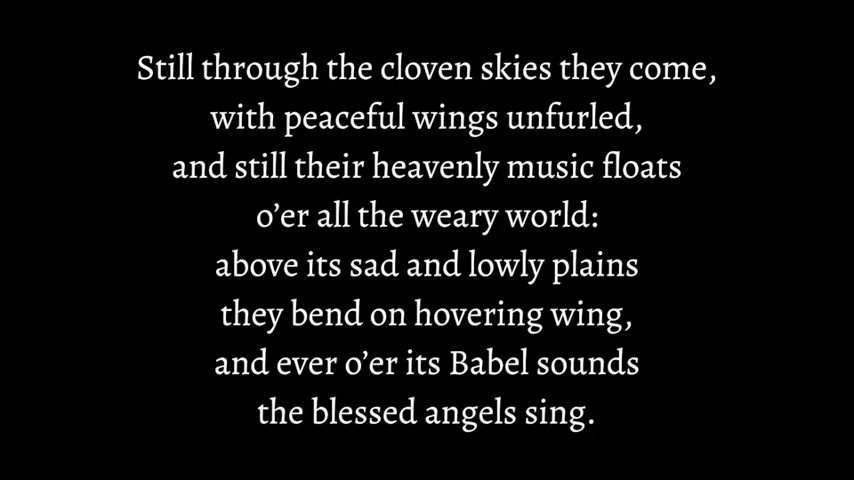 Still through the cloven skies they come,
with peaceful wings unfurled,
and still their heavenly music floats
o’er all the weary world:
above its sad and lowly plains
they bend on hovering wing,
and ever o’er its Babel sounds
the blessed angels sing.